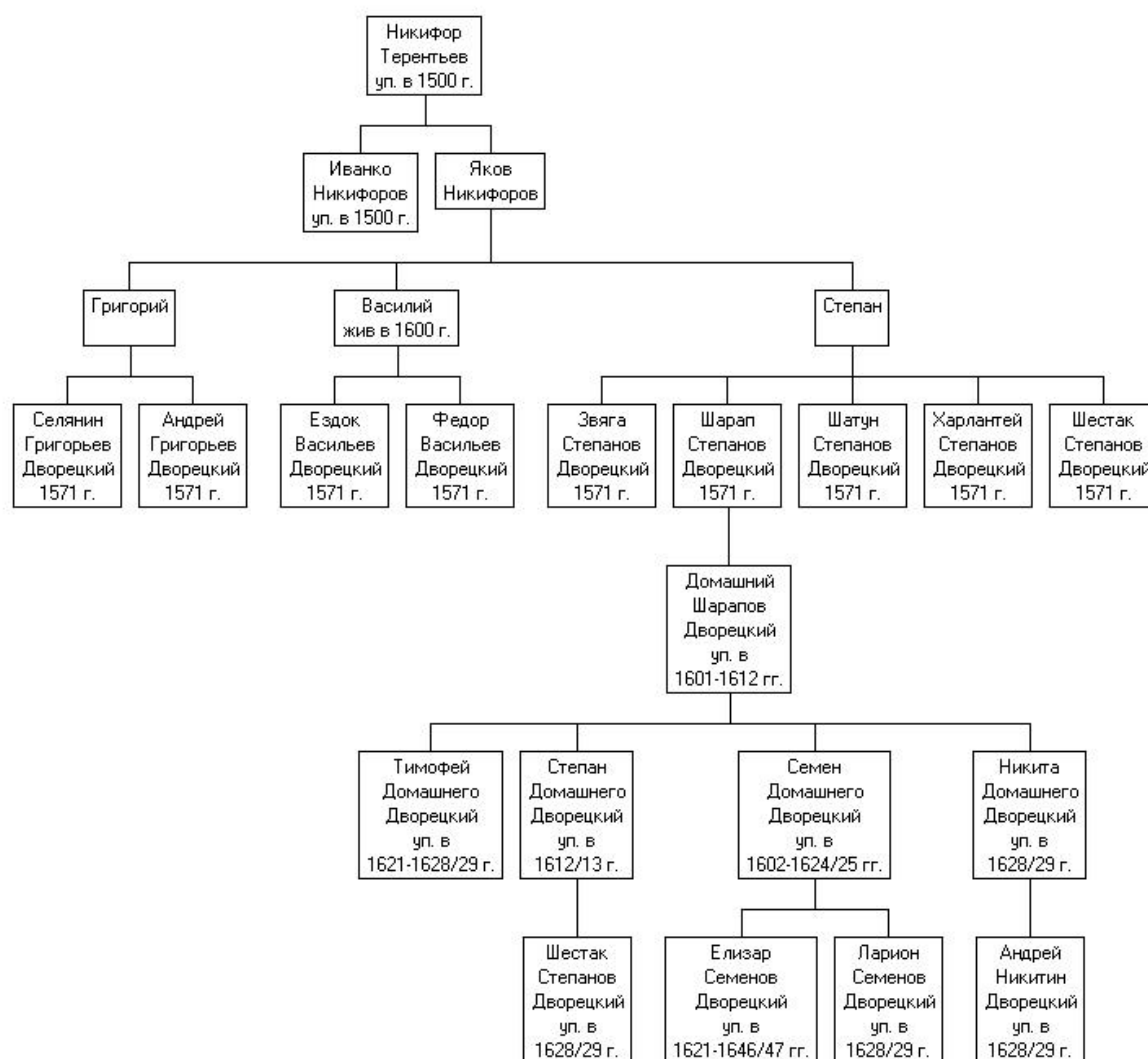 Никифор
Терентьев
уп. в 1500 г.
Иванко
Никифоров
уп. в 1500 г.
Яков
Никифоров
Григорий
Василий
жив в 1600 г.
Степан
Селянин
Григорьев
Дворецкий
1571 г.
Андрей
Григорьев
Дворецкий
1571 г.
Ездок
Васильев
Дворецкий
1571 г.
Федор
Васильев
Дворецкий
1571 г.
Звяга
Степанов
Дворецкий
1571 г.
Шарап
Степанов
Дворецкий
1571 г.
Шатун
Степанов
Дворецкий
1571 г.
Харлантей
Степанов
Дворецкий
1571 г.
Шестак
Степанов
Дворецкий
1571 г.
Домашний
Шарапов
Дворецкий
уп. в
1601-1612 гг.
Тимофей
Домашнего
Дворецкий
уп. в
1621-1628/29 г.
Степан
Домашнего
Дворецкий
уп. в
1612/13 г.
Семен
Домашнего
Дворецкий
уп. в
1602-1624/25 гг.
Никита
Домашнего
Дворецкий
уп. в
1628/29 г.
Шестак
Степанов
Дворецкий
уп. в
1628/29 г.
Елизар
Семенов
Дворецкий
уп. в
1621-1646/47 гг.
Ларион
Семенов
Дворецкий
уп. в
1628/29 г.
Андрей
Никитин
Дворецкий
уп. в
1628/29 г.